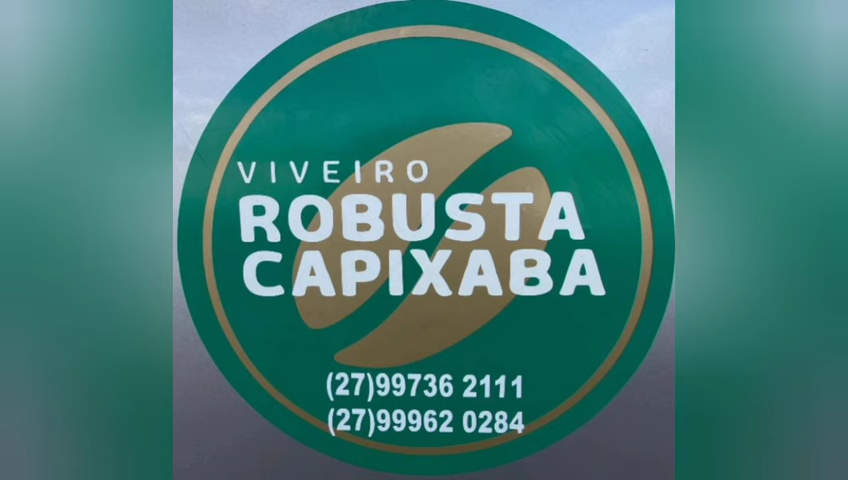 VIVEIRO
ROBUSTA
CAPIXABA
(27)99736 2111
(27)99962 0284